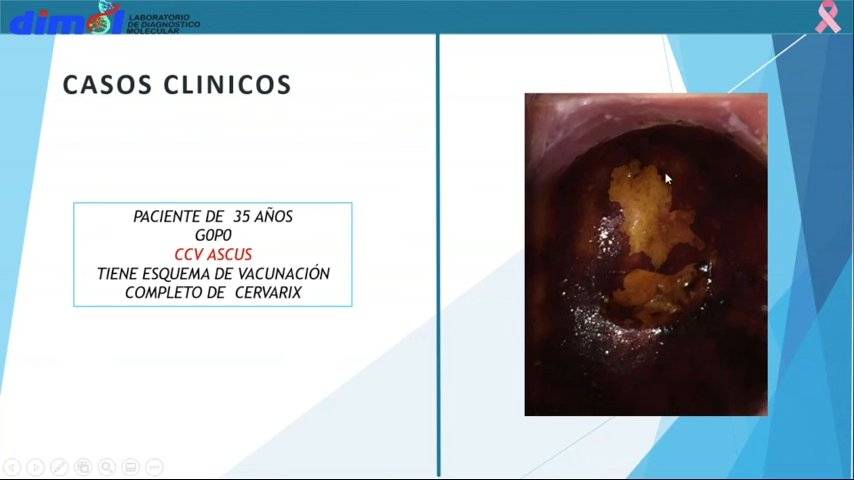 dimol
LABORATORIO
DE DIAGNOSTICO
MOLECULAR
CASOS CLINICOS
PACIENTE DE 35 AÑOS
G0P0
CCV ASCUS
TIENE ESQUEMA DE VACUNACIÓN
COMPLETO DE CERVARIX